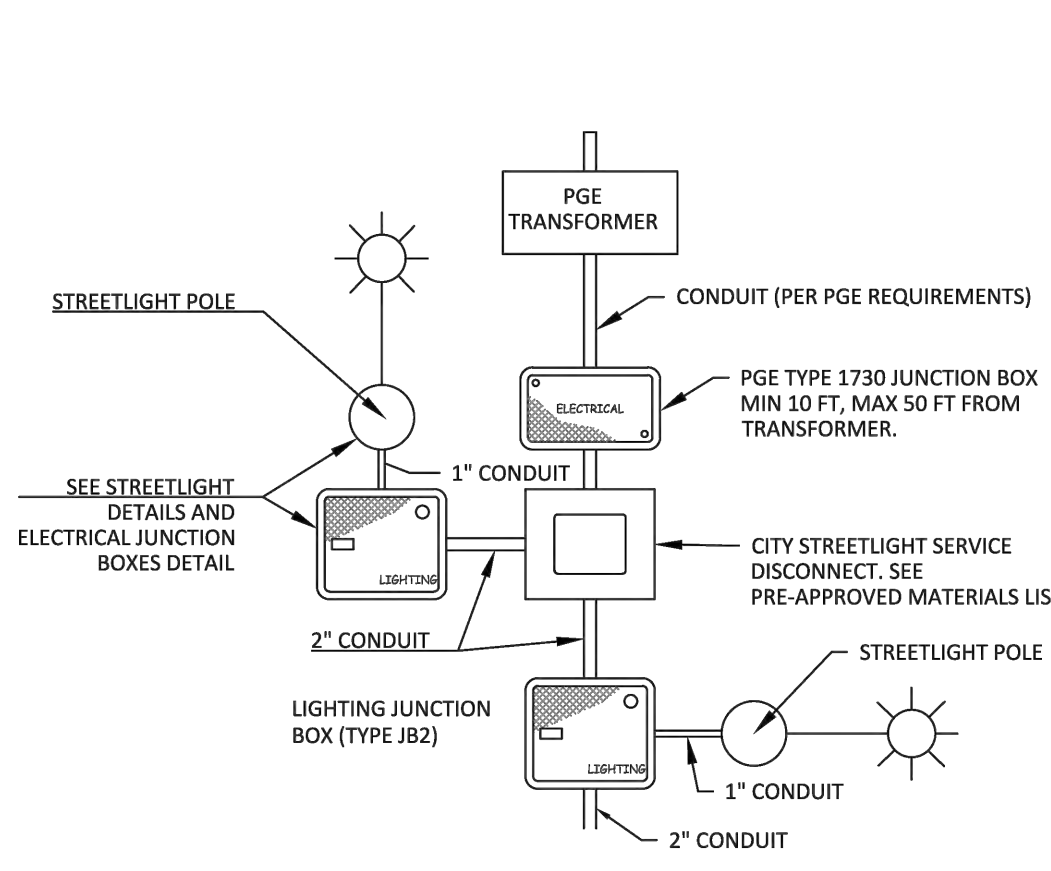 PGE
TRANSFORMER
STREETLIGHT POLE
CONDUIT (PER PGE REQUIREMENTS)
PGE TYPE 1730 JUNCTION BOX
MIN 10 FT, MAX 50 FT FROM
TRANSFORMER.
ELECTRICAL
1" CONDUIT
SEE STREETLIGHT
DETAILS AND
ELECTRICAL JUNCTION
BOXES DETAIL
LIGHTING
CITY STREETLIGHT SERVICE
DISCONNECT. SEE
PRE-APPROVED MATERIALS LIS
2" CONDUIT
STREETLIGHT POLE
LIGHTING JUNCTION
BOX (TYPE JB2)
LIGHTING
1" CONDUIT
2" CONDUIT